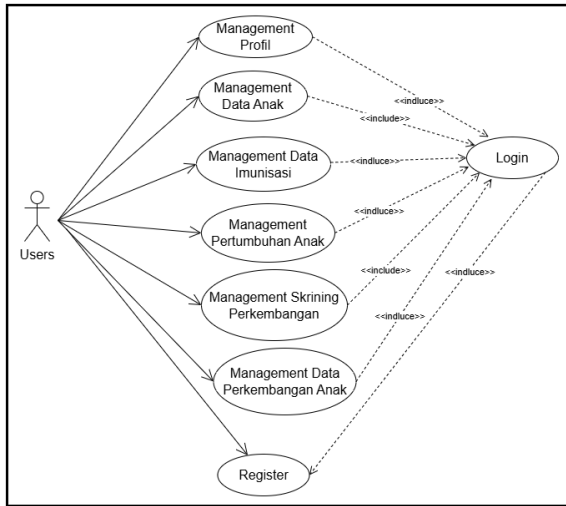 Management
Profil
<<indluce>>
Management
Data Anak
<<include>>
Management Data
Imunisasi
<<indluce>>
Login
Users
Management
Pertumbuhan Anak
<<indluce>>
Management Skrining
Perkembangan
<<include>>
<<indluce>>
<<indluce>>
Management Data
Perkembangan Anak
Register